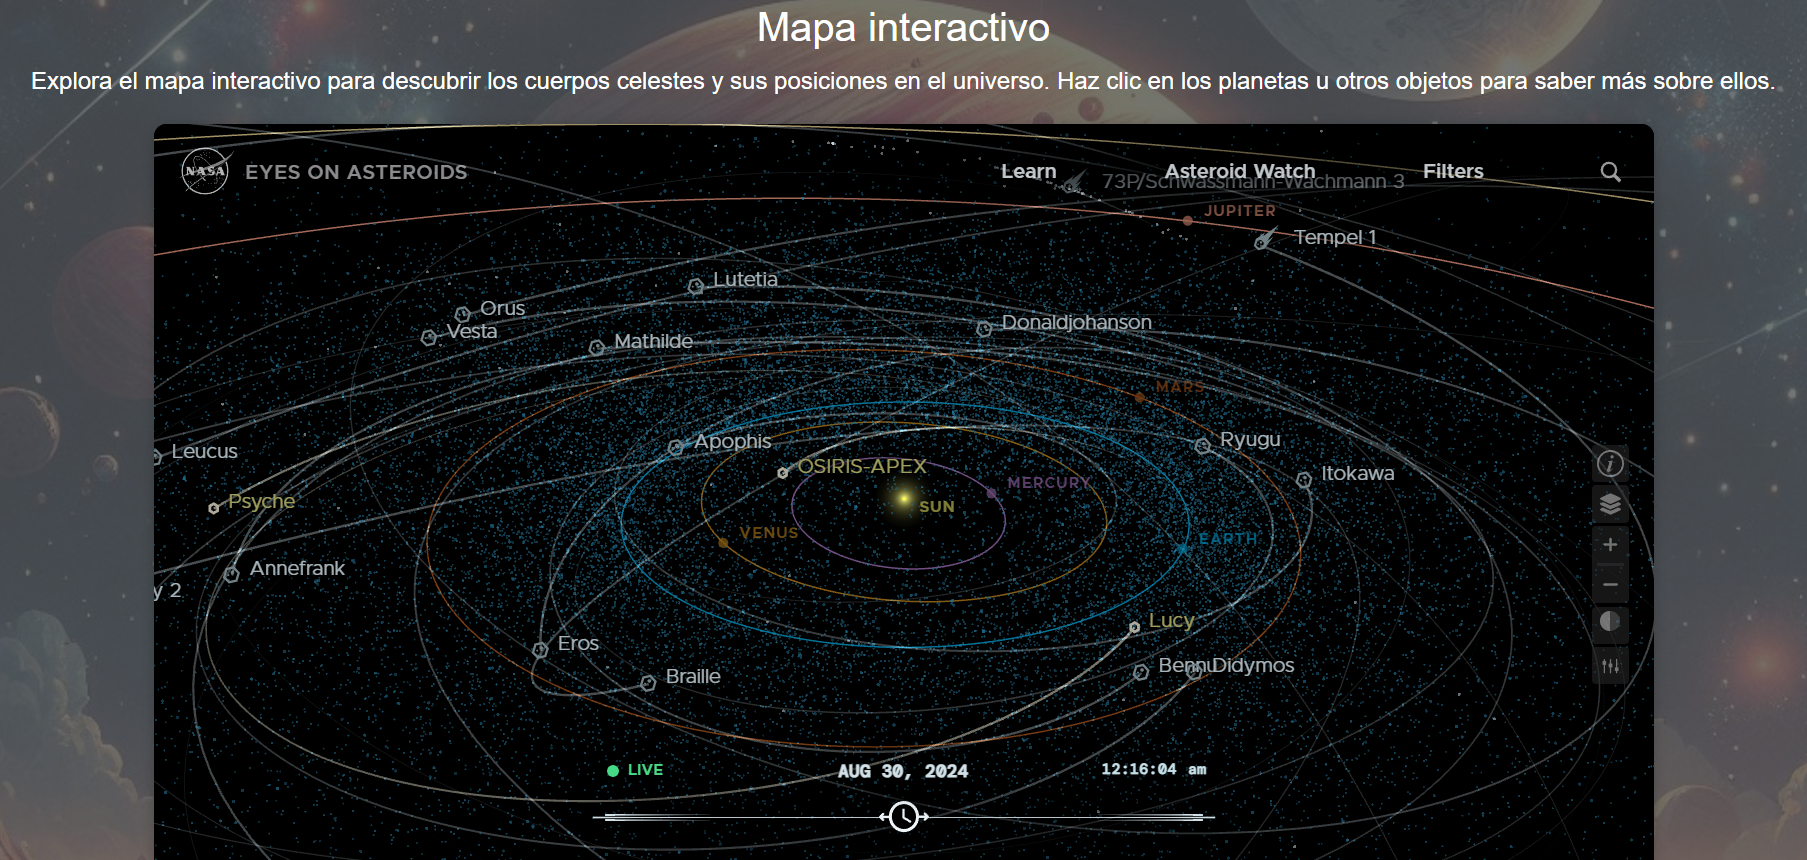 Mapa interactivo
Explora el mapa interactivo para descubrir los cuerpos celestes y sus posiciones en el universo. Haz clic en los planetas u otros objetos para saber más sobre ellos.
NASA EYES ON ASTEROIDS
Learn Asteroid Watch Filters
73P/Schwassmann-Wachmann 3
JUPITER
Tempel 1
Lutetia
Orus
Donaldjohanson
Vesta
Mathilde
MARS
Apophis
Ryugu
Leucus
OSIRIS-APEX
Itokawa
MERCURY
Psyche
SUN
VENUS
EARTH
Annefrank
y 2
Lucy
Eros
Bennu
Didymos
Braille
LIVE
AUG 30, 2024
12:16:04 am